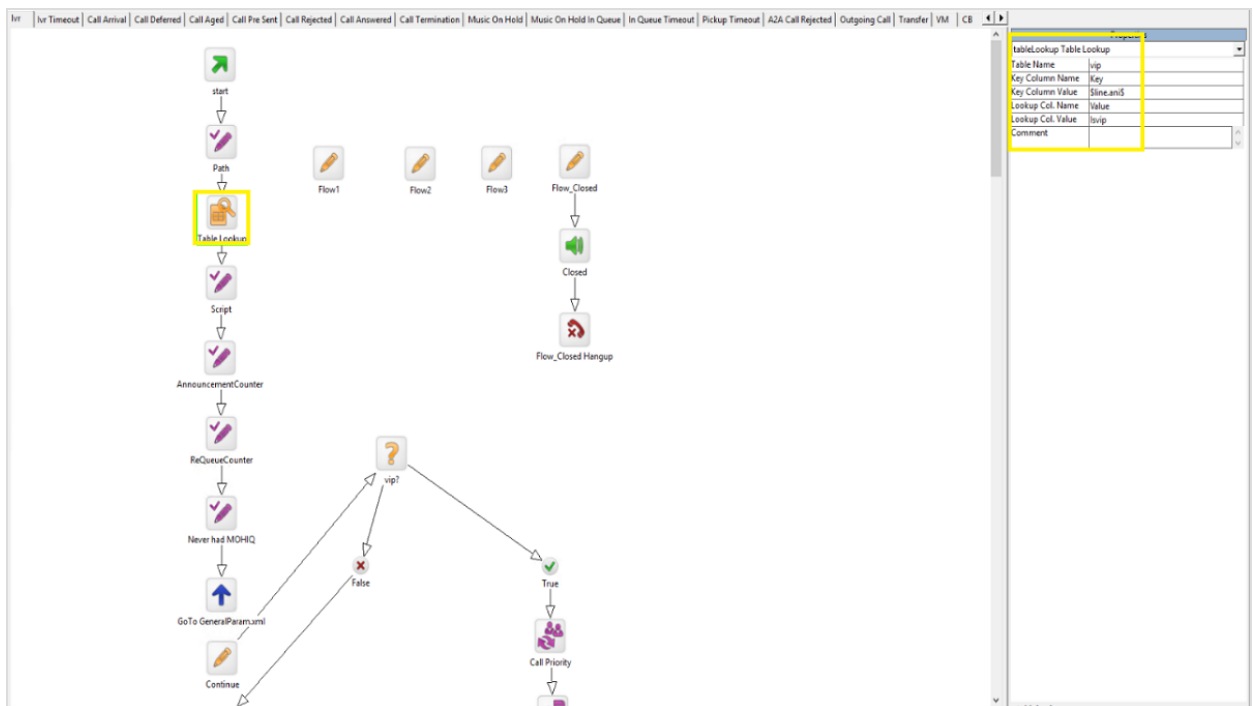 Ivr | Ivr Timeout | Call Arrival | Call Deferred | Call Aged | Call Pre Sent | Call Rejected | Call Answered | Call Termination | Music On Hold | Music On Hold In Queue | In Queue Timeout | Pickup Timeout | A2A Call Rejected | Outgoing Call | Transfer | VM | CB
Properties
tableLookup Table Lookup
Table Name vip
Key Column Name Key
Key Column Value $line.ani$
Lookup Col. Name Value
Lookup Col. Value Isvip
Comment
start
Path
Flow1
Flow2
Flow3
Flow_Closed
Table Lookup
Closed
Script
Flow_Closed Hangup
AnnouncementCounter
ReQueueCounter
vip?
Never had MOHIQ
False
True
GoTo GeneralParam.xml
Call Priority
Continue